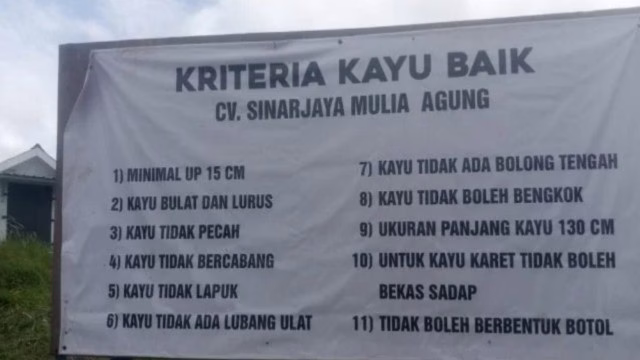 KRITERIA KAYU BAIK
CV. SINARJAYA MULIA AGUNG
1) MINIMAL UP 15 CM
2) KAYU BULAT DAN LURUS
3) KAYU TIDAK PECAH
4) KAYU TIDAK BERCABANG
5) KAYU TIDAK LAPUK
6) KAYU TIDAK ADA LUBANG ULAT
7) KAYU TIDAK ADA BOLONG TENGAH
8) KAYU TIDAK BOLEH BENGKOK
9) UKURAN PANJANG KAYU 130 CM
10) UNTUK KAYU KARET TIDAK BOLEH
BEKAS SADAP
11) TIDAK BOLEH BERBENTUK BOTOL